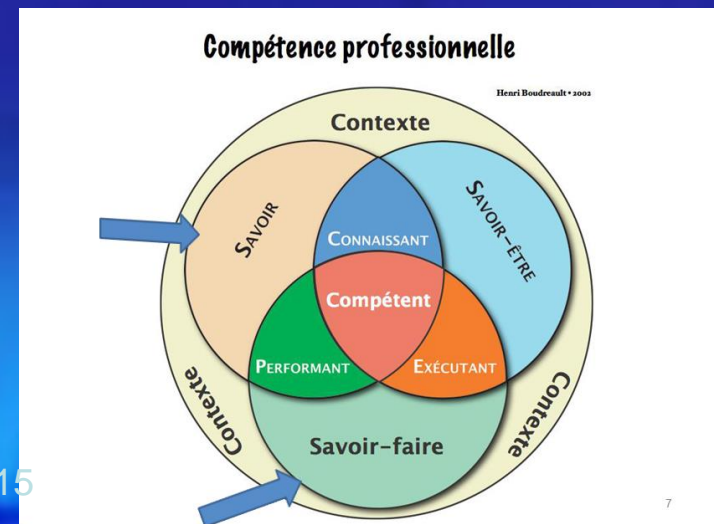 Compétence professionnelle
Henri Boudreault • 2002
Contexte
SAVOIR
SAVOIR-ÊTRE
CONNAISSANT
Compétent
PERFORMANT
EXÉCUTANT
Contexte
Contexte
Savoir-faire
15
7